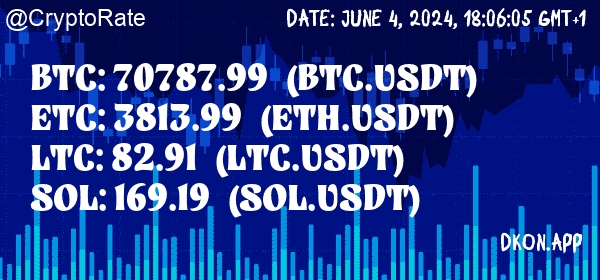 @CryptoRate
DATE: JUNE 4, 2024, 18:06:05 GMT+1
BTC: 70787.99 (BTC.USDT)
ETC: 3813.99 (ETH.USDT)
LTC: 82.91 (LTC.USDT)
SOL: 169.19 (SOL.USDT)
DKON.APP